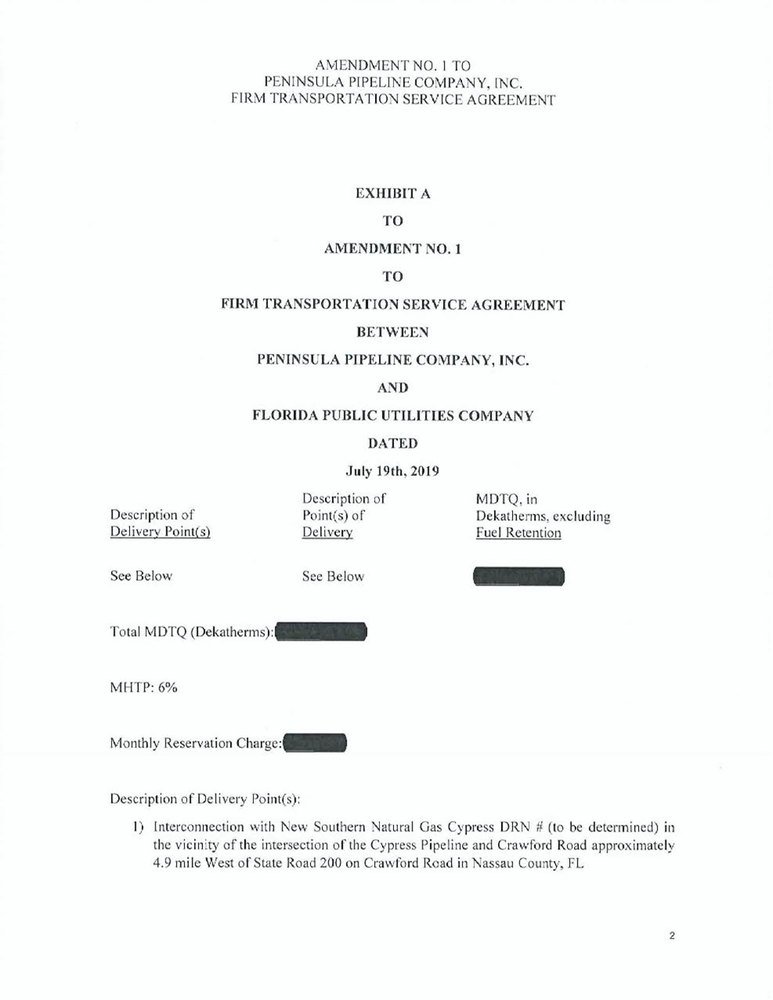 AMENDMENT NO. 1 TO
PENINSULA PIPELINE COMPANY, INC.
FIRM TRANSPORTATION SERVICE AGREEMENT
EXHIBIT A
TO
AMENDMENT NO. 1
TO
FIRM TRANSPORTATION SERVICE AGREEMENT
BETWEEN
PENINSULA PIPELINE COMPANY, INC.
AND
FLORIDA PUBLIC UTILITIES COMPANY
DATED
July 19th, 2019
Description of
Delivery Point(s)
Description of
Point(s) of
Delivery
MDTQ, in
Dekatherms, excluding
Fuel Retention
See Below
See Below
Total MDTQ (Dekatherms):
MHTP: 6%
Monthly Reservation Charge:
Description of Delivery Point(s):
1) Interconnection with New Southern Natural Gas Cypress DRN # (to be determined) in
the vicinity of the intersection of the Cypress Pipeline and Crawford Road approximately
4.9 mile West of State Road 200 on Crawford Road in Nassau County, FL
2